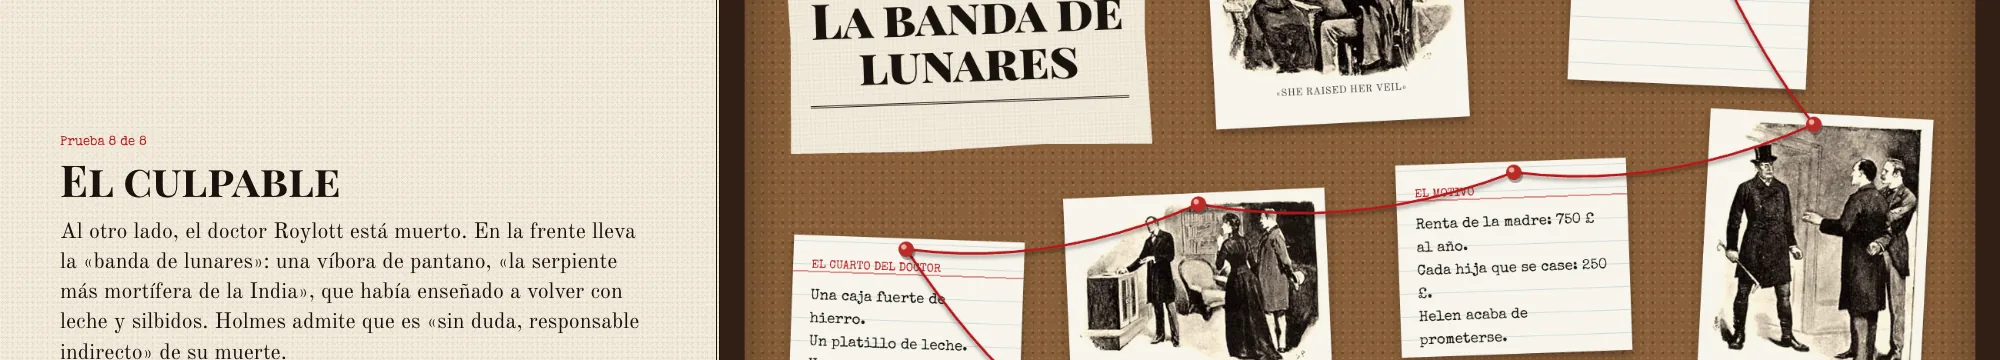 Prueba 8 de 8
EL CULPABLE
Al otro lado, el doctor Roylott está muerto. En la frente lleva
la «banda de lunares»: una víbora de pantano, «la serpiente
más mortífera de la India», que había enseñado a volver con
leche y silbidos. Holmes admite que es «sin duda, responsable
indirecto» de su muerte.
LA BANDA DE
LUNARES
«SHE RAISED HER VEIL»
EL CUARTO DEL DOCTOR
Una caja fuerte de
hierro.
Un platillo de leche.
EL MOTIVO
Renta de la madre: 750 £
al año.
Cada hija que se case: 250
£.
Helen acaba de
prometerse.